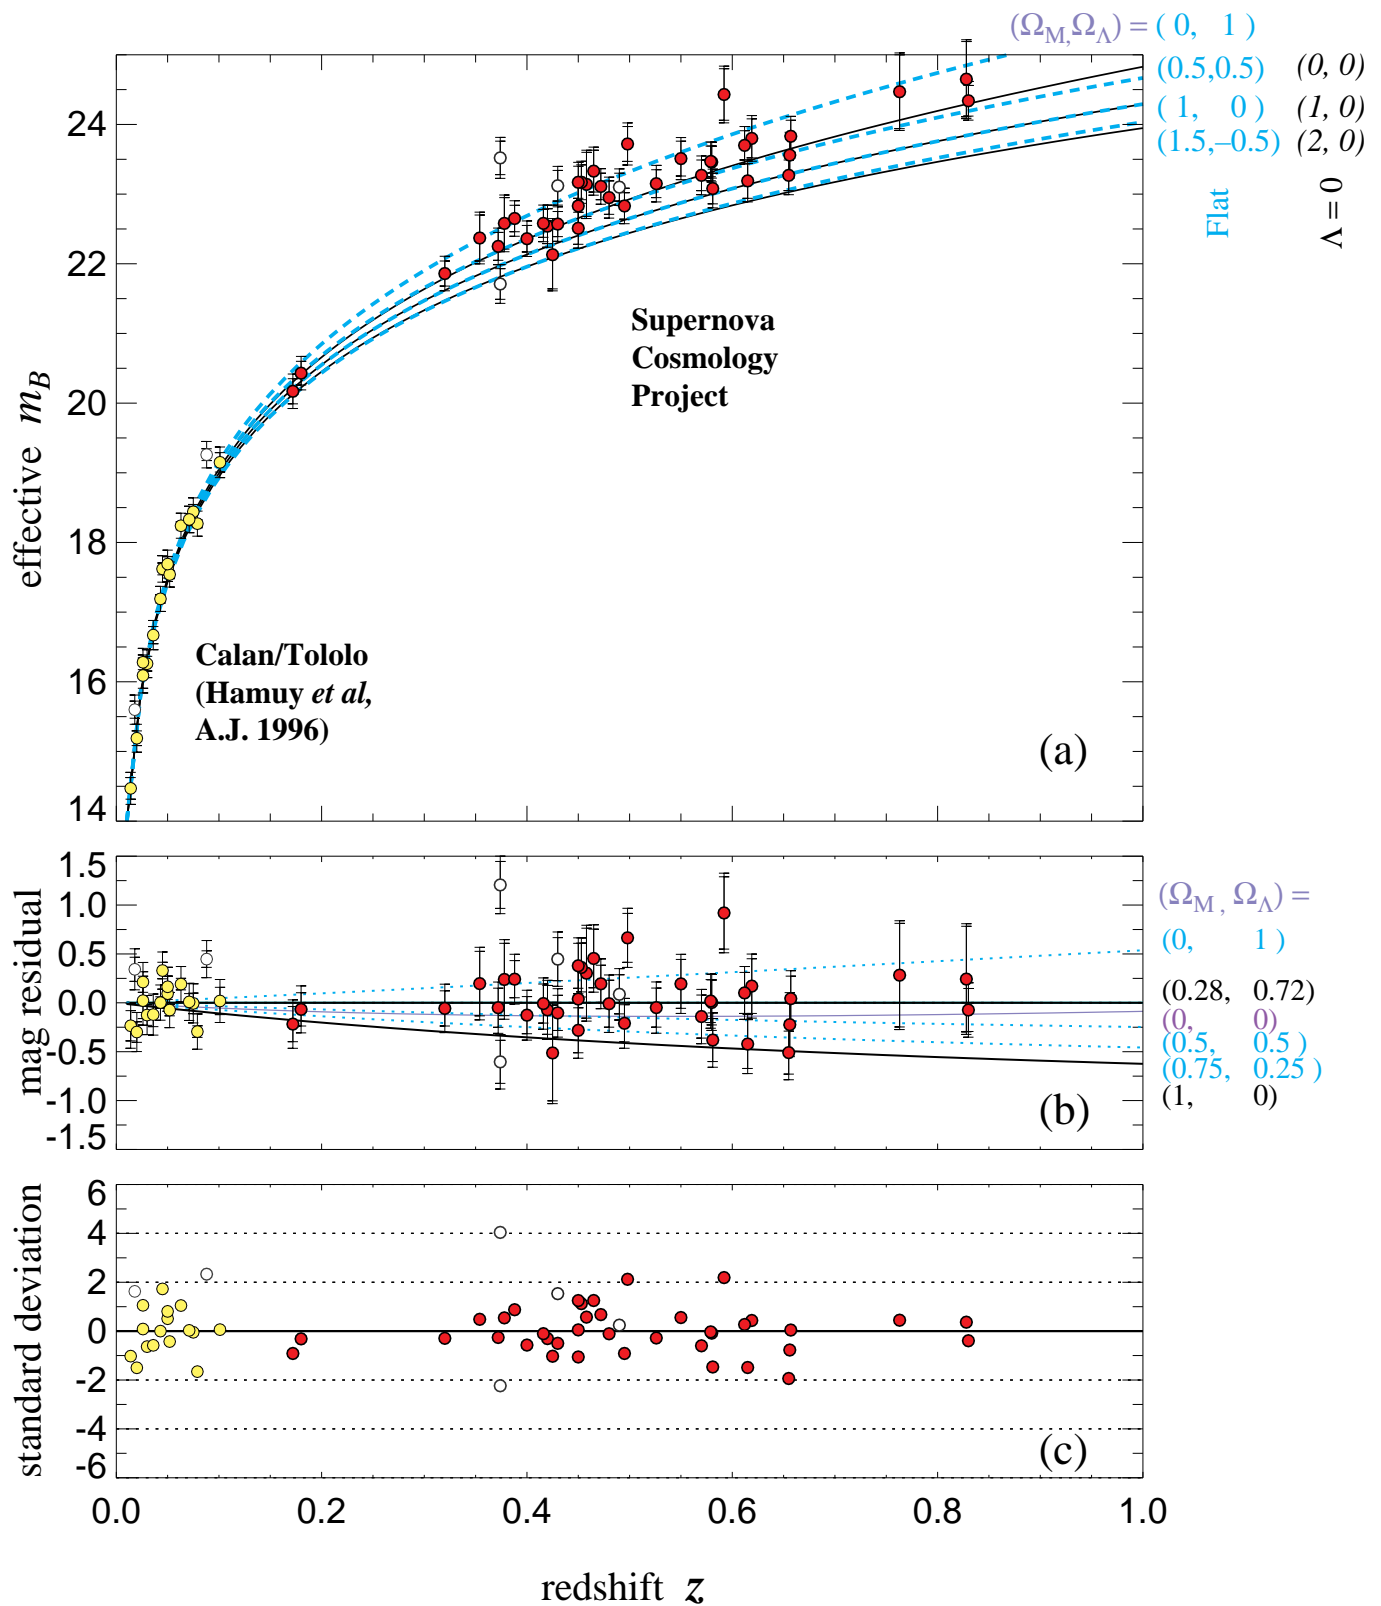 (Ω_M, Ω_Λ) = ( 0, 1 )
(0.5,0.5) (0, 0)
( 1, 0 ) (1, 0)
(1.5,–0.5) (2, 0)
Flat
Λ = 0
effective m_B
24
22
20
18
16
14
Supernova
Cosmology
Project
Calan/Tololo
(Hamuy et al,
A.J. 1996)
(a)
mag residual
1.5
1.0
0.5
0.0
-0.5
-1.0
-1.5
(b)
(Ω_M , Ω_Λ) =
(0, 1)
(0.28, 0.72)
(0, 0)
(0.5, 0.5 )
(0.75, 0.25 )
(1, 0)
standard deviation
6
4
2
0
-2
-4
-6
(c)
0.0 0.2 0.4 0.6 0.8 1.0
redshift z